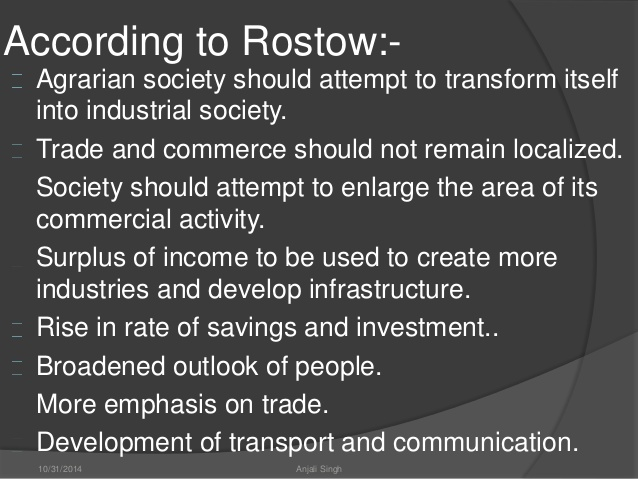 According to Rostow:-
Agrarian society should attempt to transform itself
into industrial society.
Trade and commerce should not remain localized.
Society should attempt to enlarge the area of its
commercial activity.
Surplus of income to be used to create more
industries and develop infrastructure.
Rise in rate of savings and investment..
Broadened outlook of people.
More emphasis on trade.
Development of transport and communication.
10/31/2014 Anjali Singh